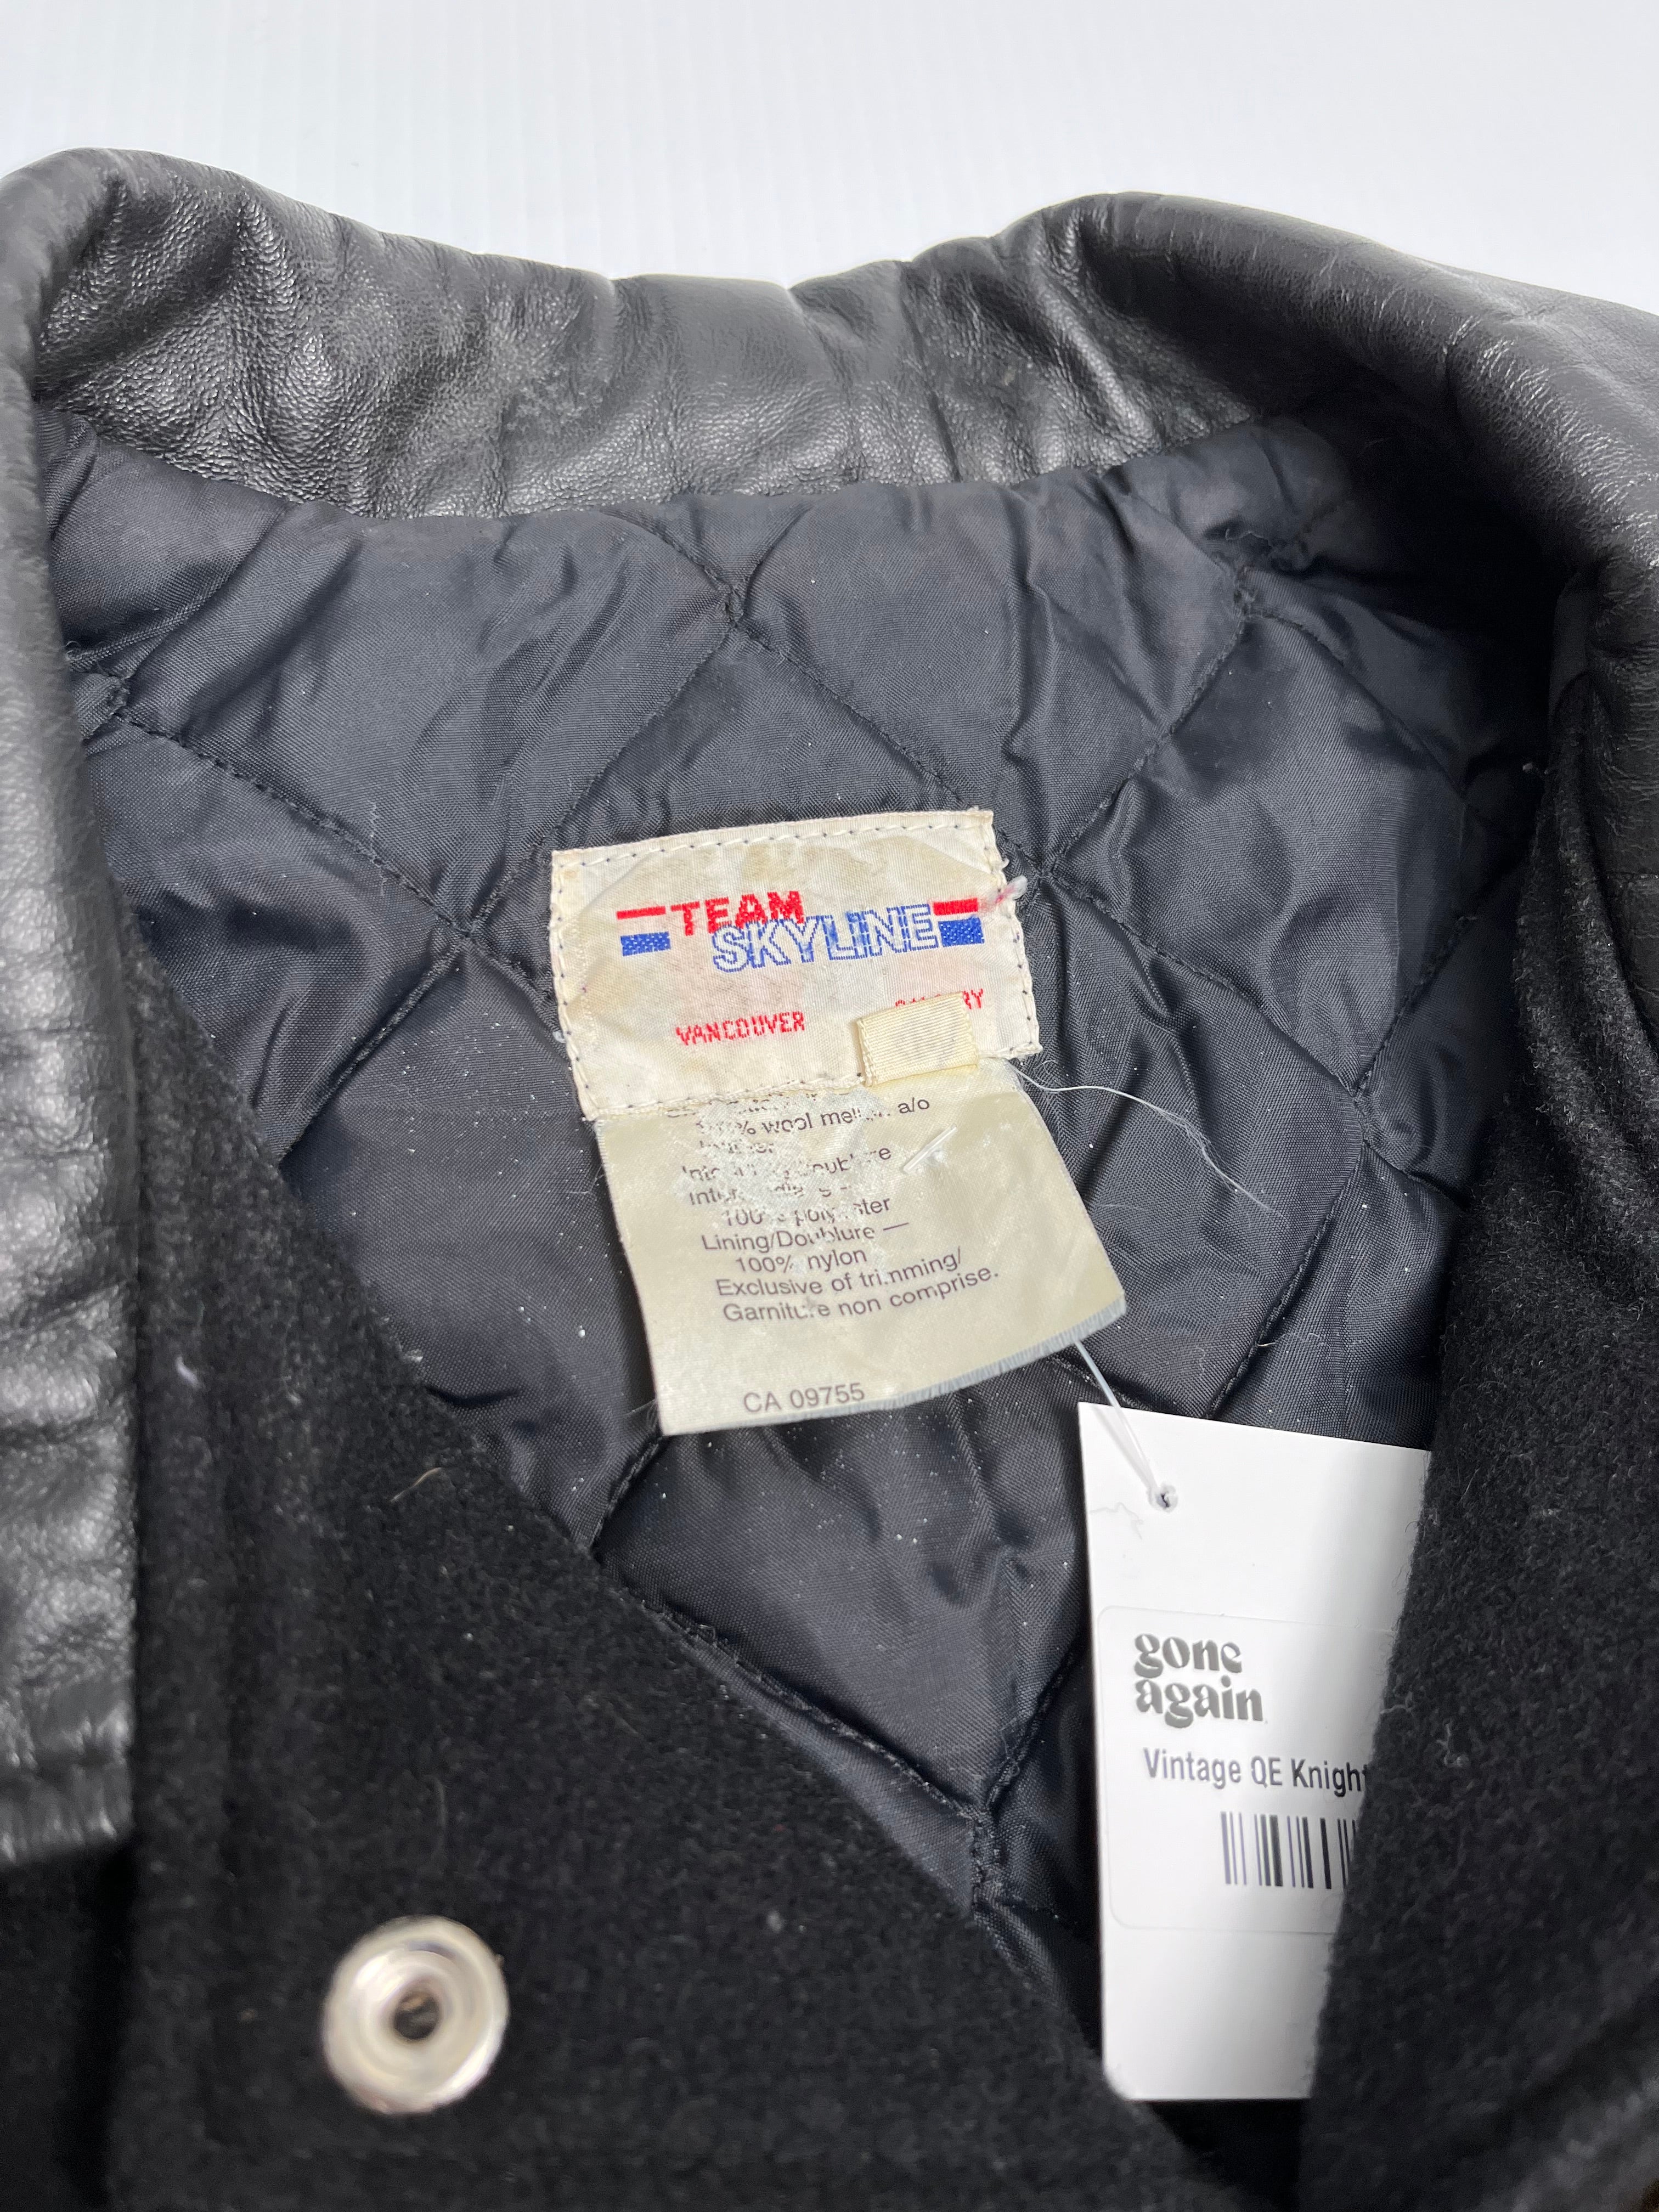 TEAM
SKYLINE
VANCOUVER
% wool a/o
100% polyester
Lining/Doublure —
100% nylon
Exclusive of trimming/
Garniture non comprise.
CA 09755
gone
again
Vintage QE Knight